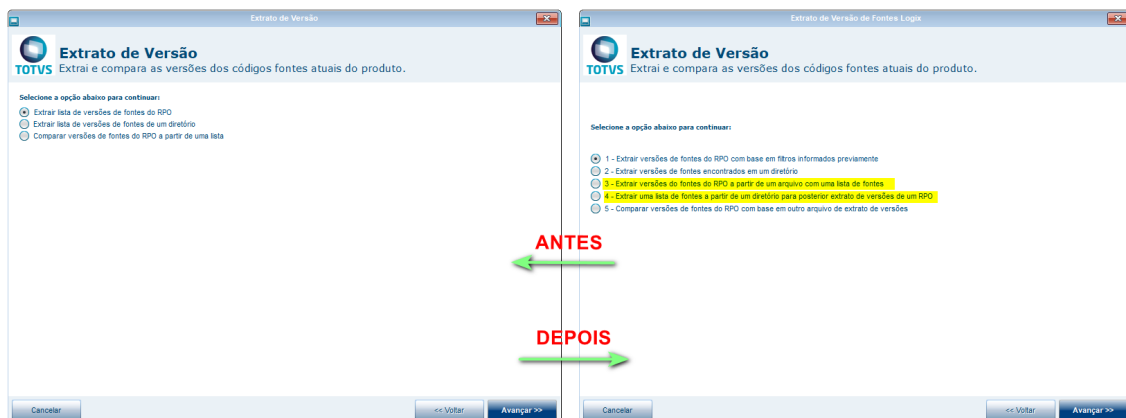 Extrato de Versão
TOTVS
Extrato de Versão
Extrai e compara as versões dos códigos fontes atuais do produto.
Selecione a opção abaixo para continuar:
Extrair lista de versões de fontes do RPO
Extrair lista de versões de fontes de um diretório
Comparar versões de fontes do RPO a partir de uma lista
Cancelar
<< Voltar
Avançar >>
ANTES
DEPOIS
Extrato de Versão de Fontes Logix
TOTVS
Extrato de Versão
Extrai e compara as versões dos códigos fontes atuais do produto.
Selecione a opção abaixo para continuar:
1 - Extrair versões de fontes do RPO com base em filtros informados previamente
2 - Extrair versões de fontes encontrados em um diretório
3 - Extrair versões do fontes do RPO a partir de um arquivo com uma lista de fontes
4 - Extrair uma lista de fontes a partir de um diretório para posterior extrato de versões de um RPO
5 - Comparar versões de fontes do RPO com base em outro arquivo de extrato de versões
Cancelar
<< Voltar
Avançar >>